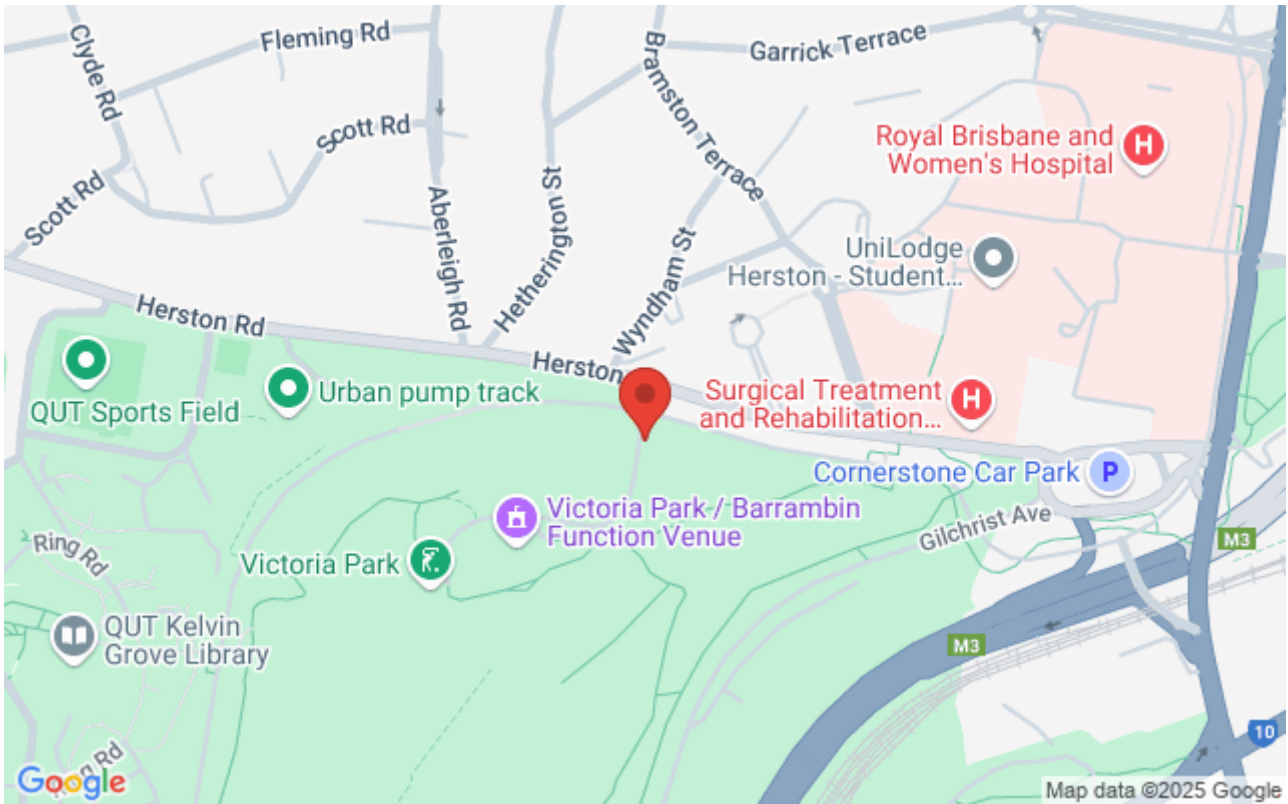 Clyde Rd
Fleming Rd
Bramston Terrace
Garrick Terrace
Scott Rd
Royal Brisbane and
Women's Hospital
H
Scott Rd
Aberleigh Rd
Hetherington St
Wyndham St
UniLodge
Herston - Student...
Herston Rd
Herston
QUT Sports Field
Urban pump track
Surgical Treatment
and Rehabilitation...
H
Cornerstone Car Park
P
Victoria Park / Barrambin
Function Venue
Gilchrist Ave
M3
Ring Rd
Victoria Park
QUT Kelvin
Grove Library
M3
10
Ring Rd
Google
Map data ©2025 Google